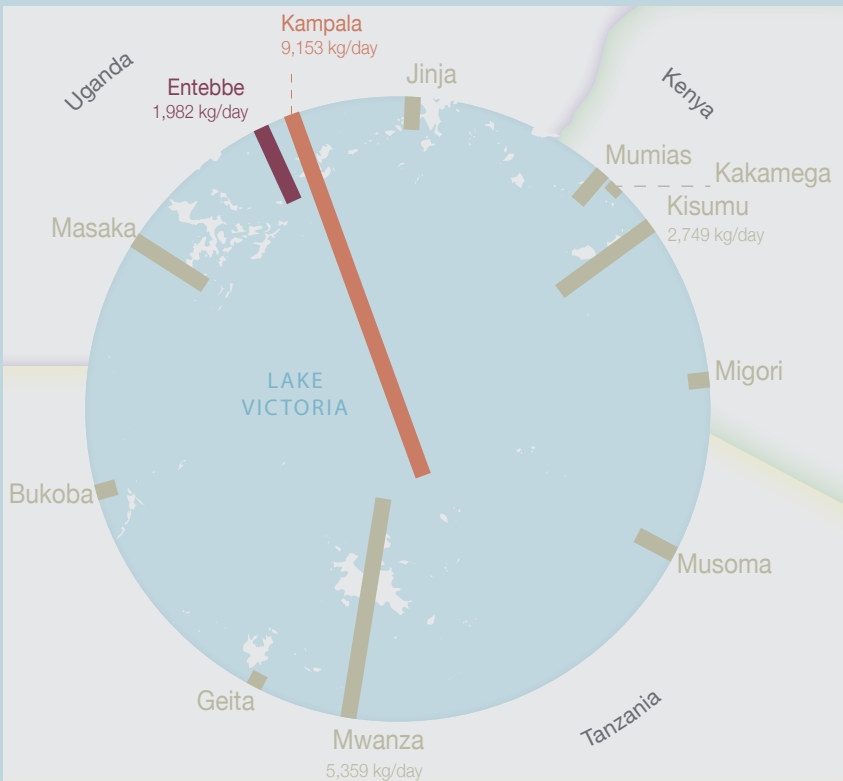 Kampala
9,153 kg/day
Uganda
Entebbe
1,982 kg/day
Jinja
Kenya
Mumias
Kakamega
Kisumu
2,749 kg/day
Masaka
Migori
LAKE
VICTORIA
Bukoba
Musoma
Geita
Tanzania
Mwanza
5,359 kg/day